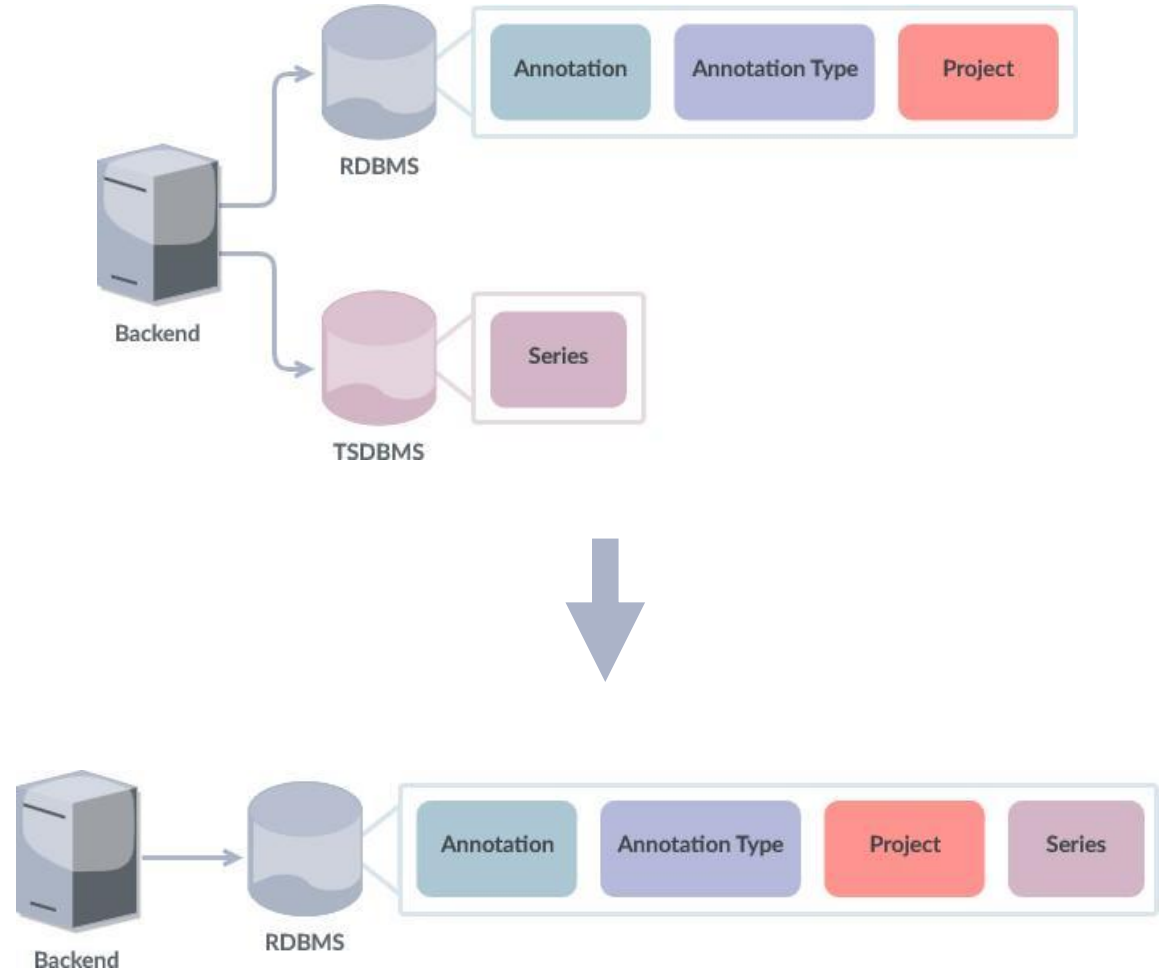 Annotation
Annotation Type
Project
RDBMS
Backend
Series
TSDBMS
Annotation
Annotation Type
Project
Series
RDBMS
Backend